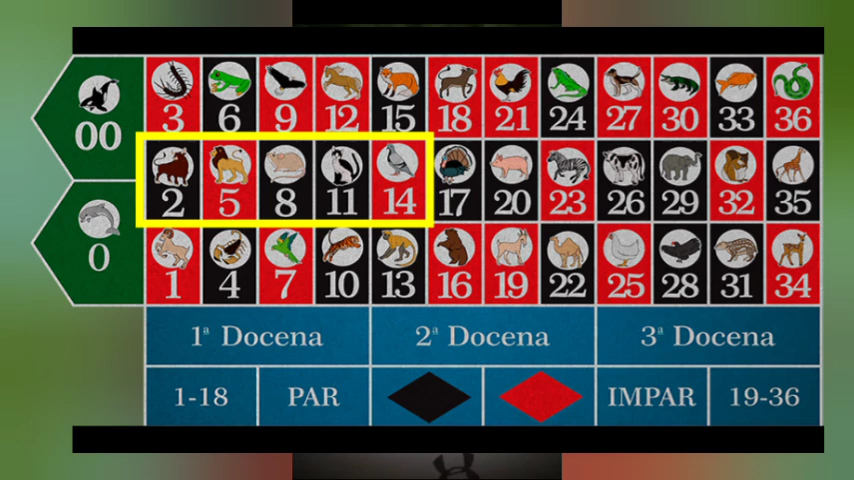 00
3 6 9 12 15 18 21 24 27 30 33 36
2 5 8 11 14 17 20 23 26 29 32 35
0
1 4 7 10 13 16 19 22 25 28 31 34
1ª Docena 2ª Docena 3ª Docena
1-18 PAR IMPAR 19-36